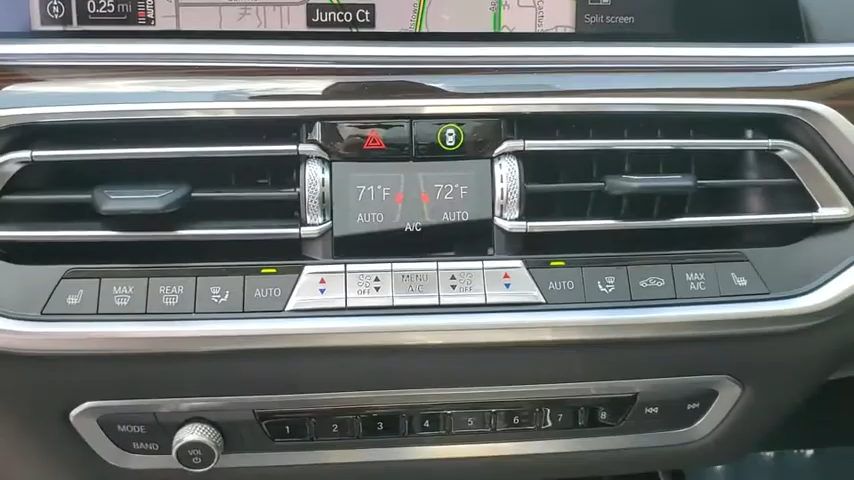 0.25 mi
Junco Ct
Split screen
71°F
72°F
AUTO
AUTO
A/C
MAX
REAR
AUTO
OFF
MENU
A/C
OFF
AUTO
MAX
A/C
MODE
BAND
VOL
1 2 3 4 5 6 7 8